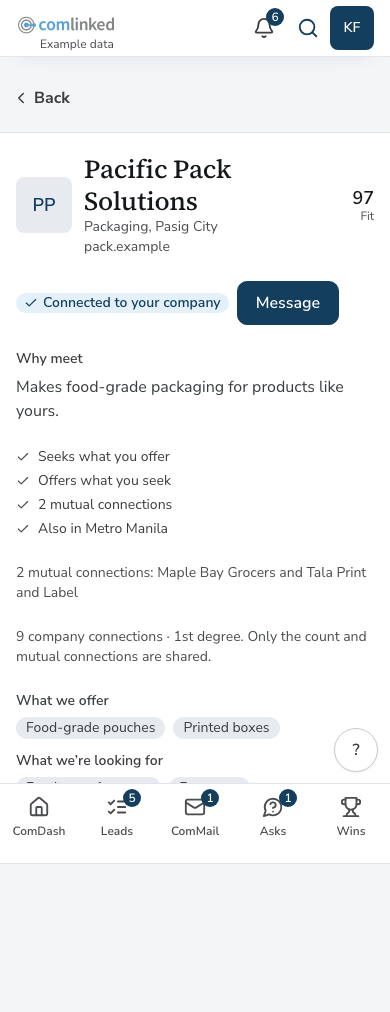 comlinked
Example data
6
KF
Back
PP
Pacific Pack
Solutions
Packaging, Pasig City
pack.example
97
Fit
Connected to your company
Message
Why meet
Makes food-grade packaging for products like
yours.
Seeks what you offer
Offers what you seek
2 mutual connections
Also in Metro Manila
2 mutual connections: Maple Bay Grocers and Tala Print
and Label
9 company connections · 1st degree. Only the count and
mutual connections are shared.
What we offer
Food-grade pouches
Printed boxes
?
What we’re looking for
5
1
1
ComDash
Leads
ComMail
Asks
Wins